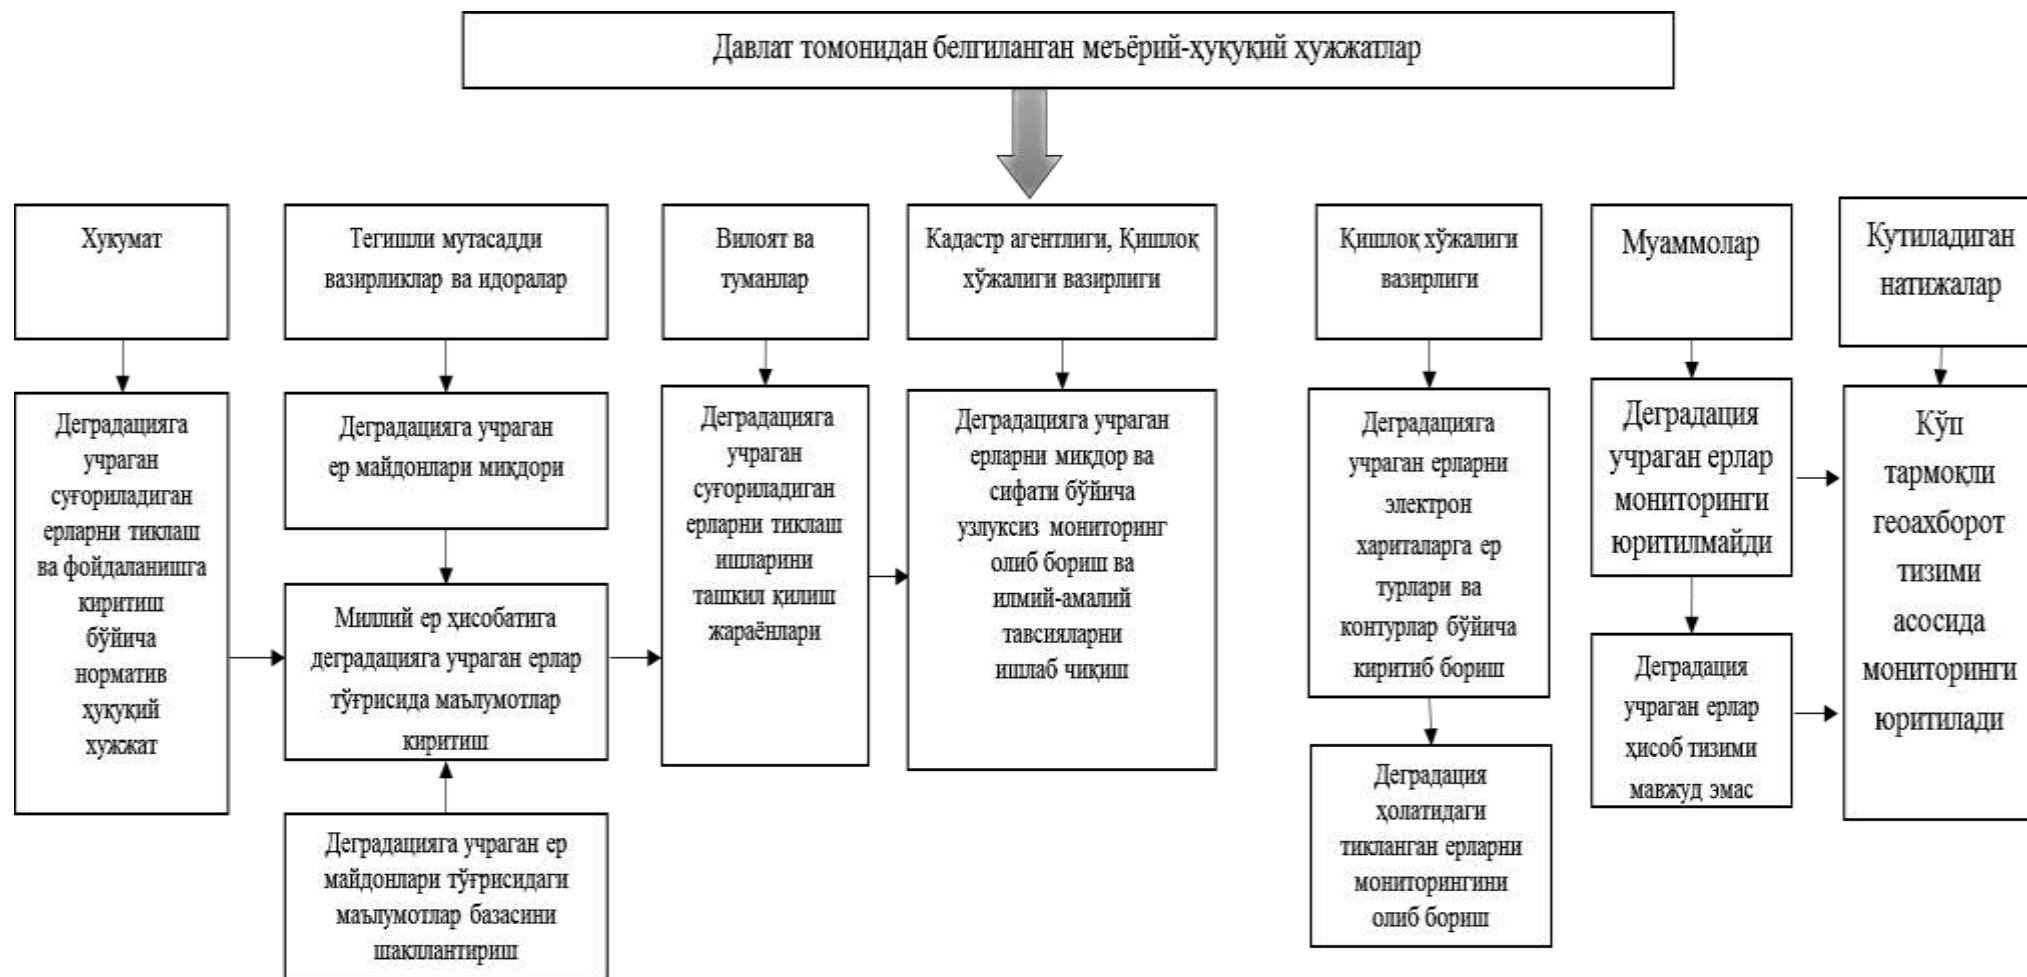 Давлат томонидан белгиланган меъёрий-ҳуқуқий ҳужжатлар
Хукумат
Тегишли мутасадди
вазирликлар ва идоралар
Вилоят ва
туманлар
Кадастр агентлиги, Қишлоқ
хўжалиги вазирлиги
Қишлоқ хўжалиги
вазирлиги
Муаммолар
Кутиладиган
натижалар
Деградацияга
учраган
суғориладиган
ерларни тиклаш
ва фойдаланишга
киритиш
бўйича
норматив
ҳуқуқий
хужжат
Деградацияга учраган
ер майдонлари миқдори
Миллий ер ҳисобатига
деградацияга учраган ерлар
тўғрисида маълумотлар
киритиш
Деградацияга учраган ер
майдонлари тўғрисидаги
маълумотлар базасини
шакллантириш
Деградацияга
учраган
суғориладиган
ерларни тиклаш
ишларини
ташкил қилиш
жараёнлари
Деградацияга учраган
ерларни миқдор ва
сифати бўйича
узлуксиз мониторинг
олиб бориш ва
илмий-амалий
тавсияларни
ишлаб чиқиш
Деградацияга
учраган ерларни
электрон
хариталарга ер
турлари ва
контурлар бўйича
киритиб бориш
Деградация
ҳолатидаги
тикланган ерларни
мониторингини
олиб бориш
Деградация
учраган ерлар
мониторинги
юритилмайди
Деградация
учраган ерлар
ҳисоб тизими
мавжуд эмас
Кўп
тармоқли
геоахборот
тизими
асосида
мониторинги
юритилади